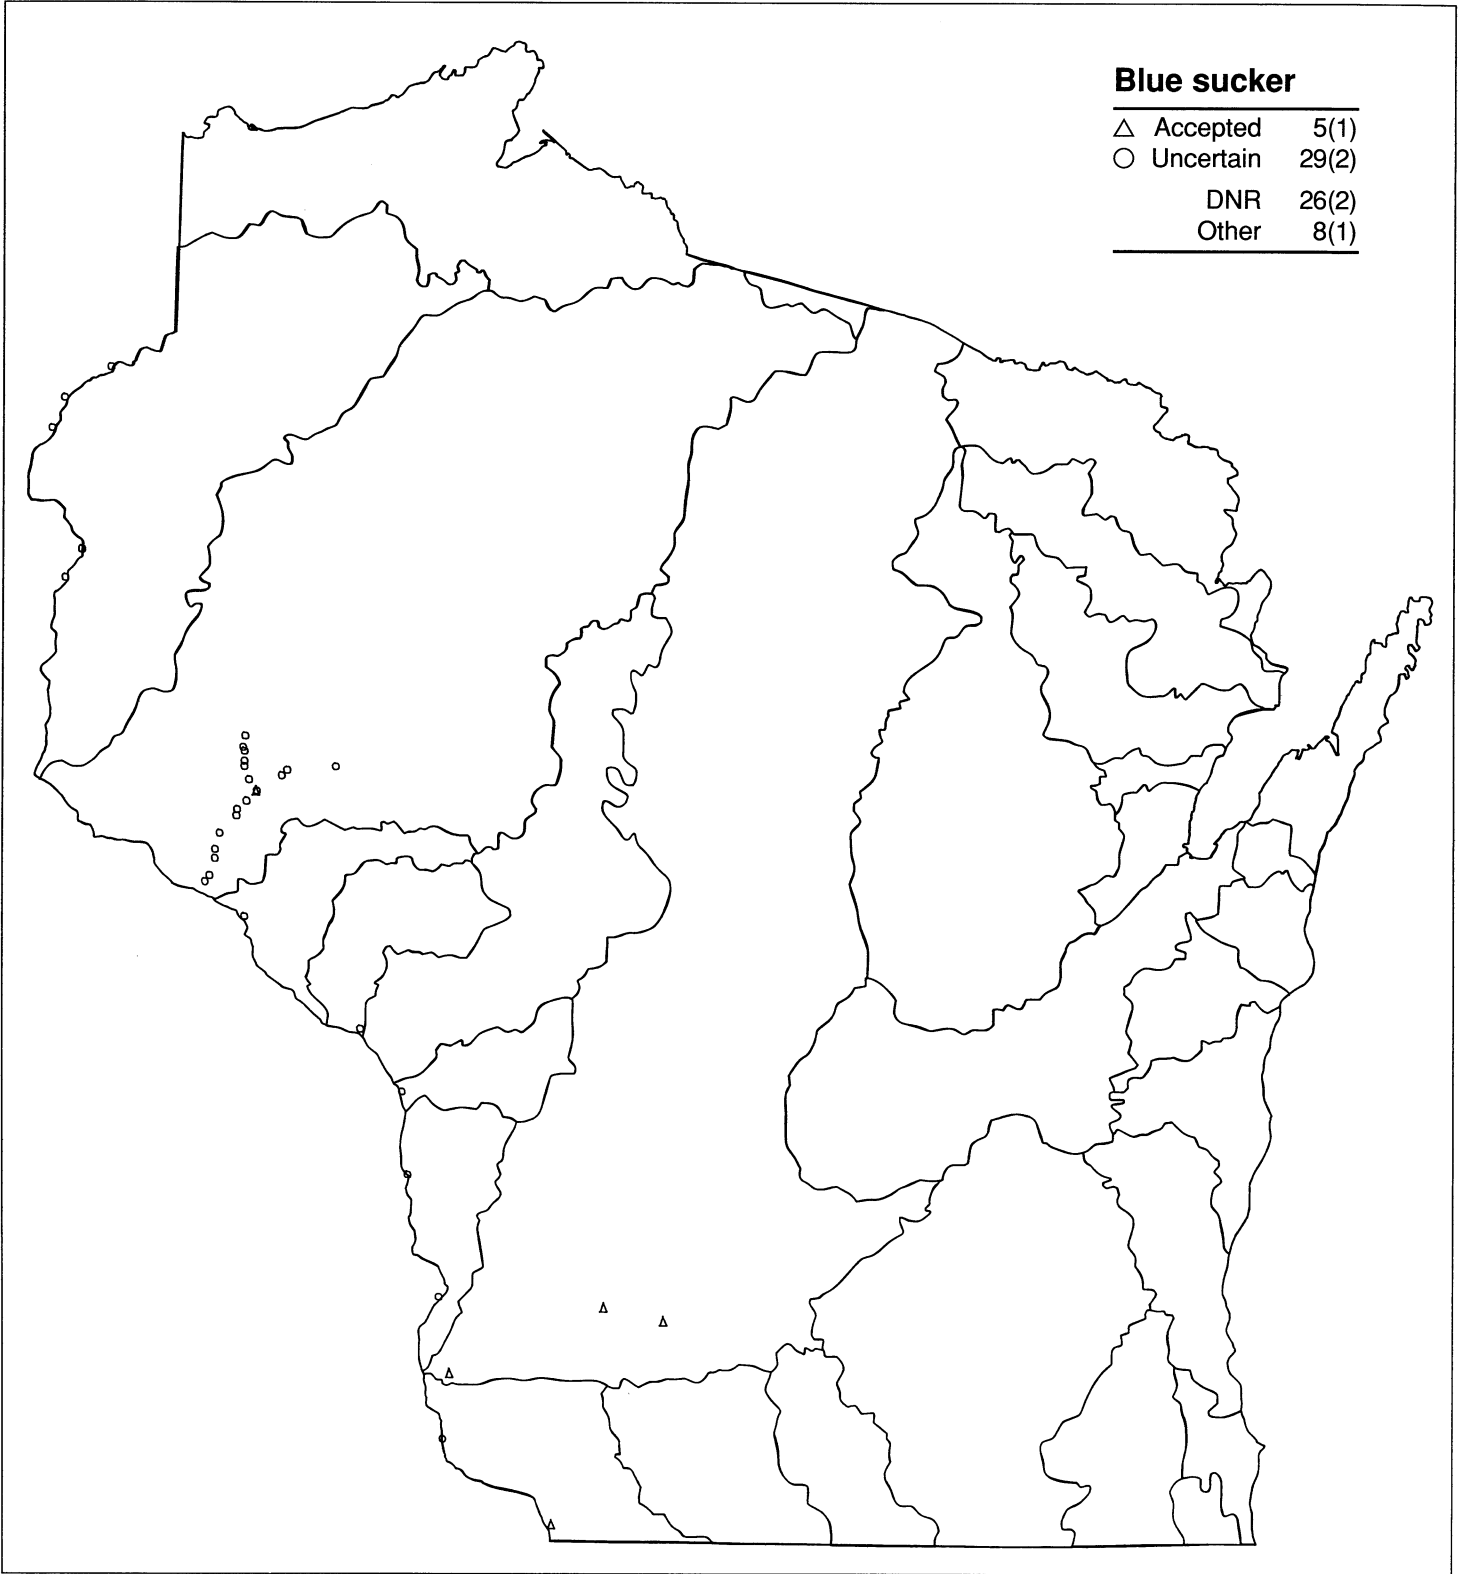 Blue sucker
△ Accepted 5(1)
○ Uncertain 29(2)
DNR 26(2)
Other 8(1)